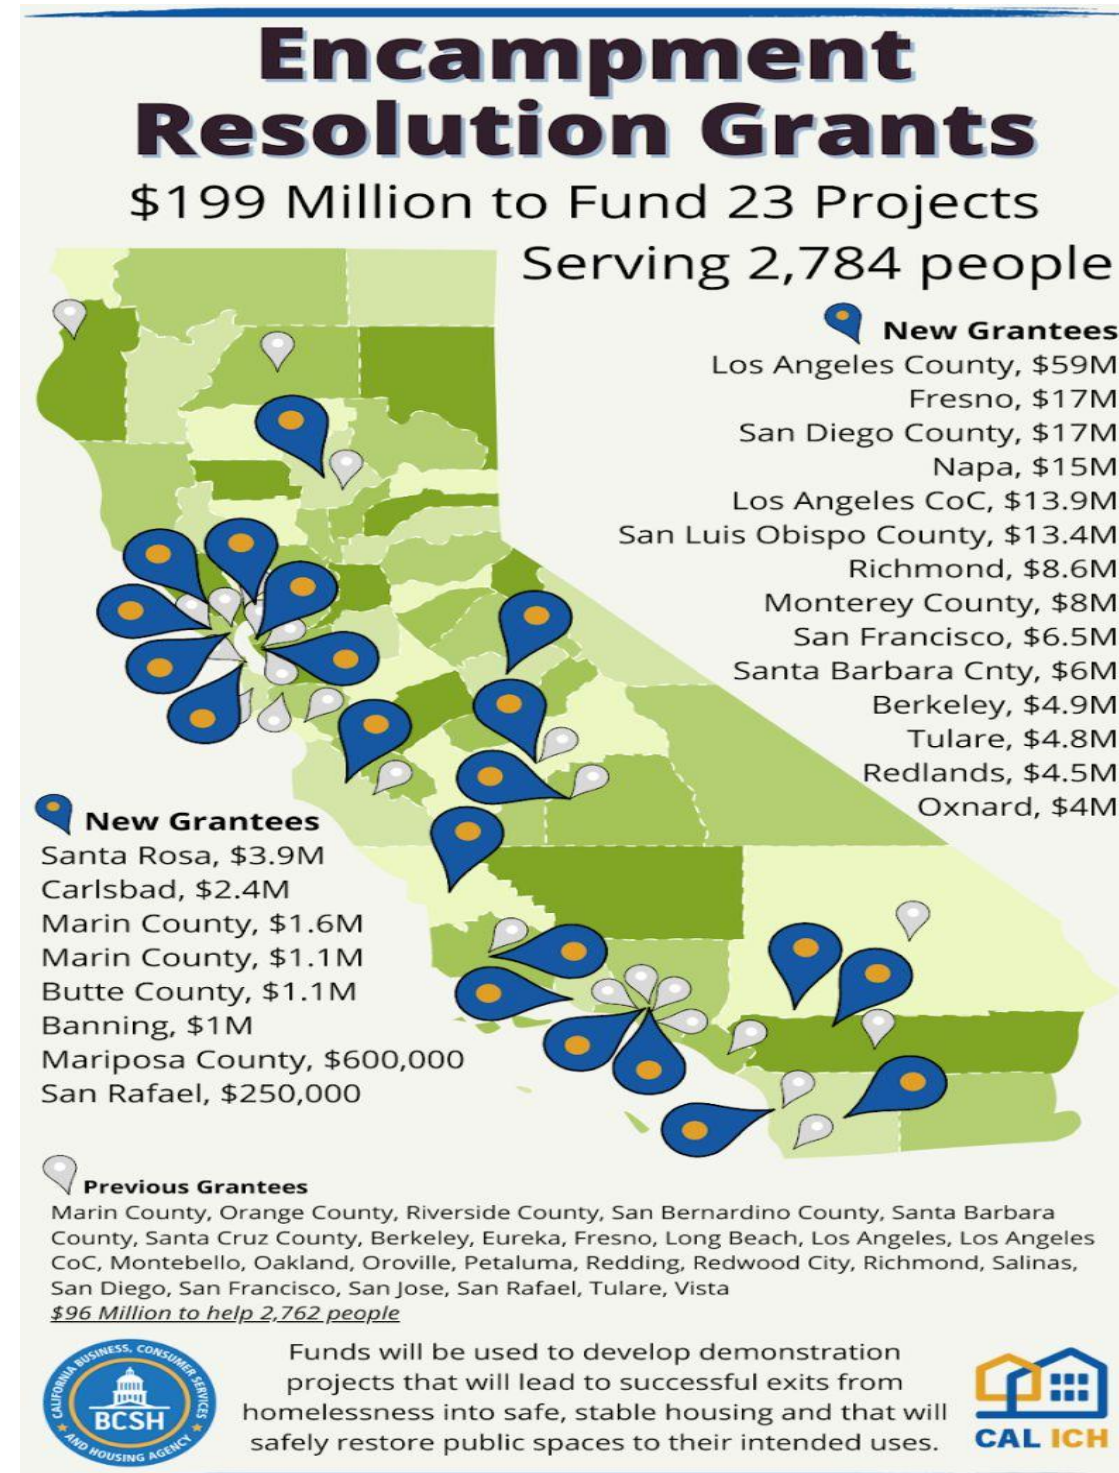 Encampment
Resolution Grants
$199 Million to Fund 23 Projects
Serving 2,784 people
New Grantees
Los Angeles County, $59M
Fresno, $17M
San Diego County, $17M
Napa, $15M
Los Angeles CoC, $13.9M
San Luis Obispo County, $13.4M
Richmond, $8.6M
Monterey County, $8M
San Francisco, $6.5M
Santa Barbara Cnty, $6M
Berkeley, $4.9M
Tulare, $4.8M
Redlands, $4.5M
Oxnard, $4M
New Grantees
Santa Rosa, $3.9M
Carlsbad, $2.4M
Marin County, $1.6M
Marin County, $1.1M
Butte County, $1.1M
Banning, $1M
Mariposa County, $600,000
San Rafael, $250,000
Previous Grantees
Marin County, Orange County, Riverside County, San Bernardino County, Santa Barbara
County, Santa Cruz County, Berkeley, Eureka, Fresno, Long Beach, Los Angeles, Los Angeles
CoC, Montebello, Oakland, Oroville, Petaluma, Redding, Redwood City, Richmond, Salinas,
San Diego, San Francisco, San Jose, San Rafael, Tulare, Vista
$96 Million to help 2,762 people
CALIFORNIA BUSINESS, CONSUMER SERVICES
BCSH
AND HOUSING AGENCY
Funds will be used to develop demonstration
projects that will lead to successful exits from
homelessness into safe, stable housing and that will
safely restore public spaces to their intended uses.
CAL ICH